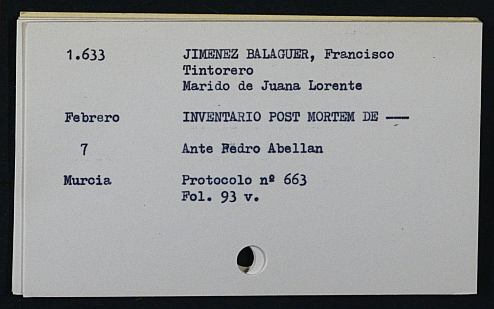 1.633 JIMENEZ BALAGUER, Francisco
Tintorero
Marido de Juana Lorente
Febrero INVENTARIO POST MORTEM DE ——
7 Ante Pedro Abellan
Murcia Protocolo nº 663
Fol. 93 v.